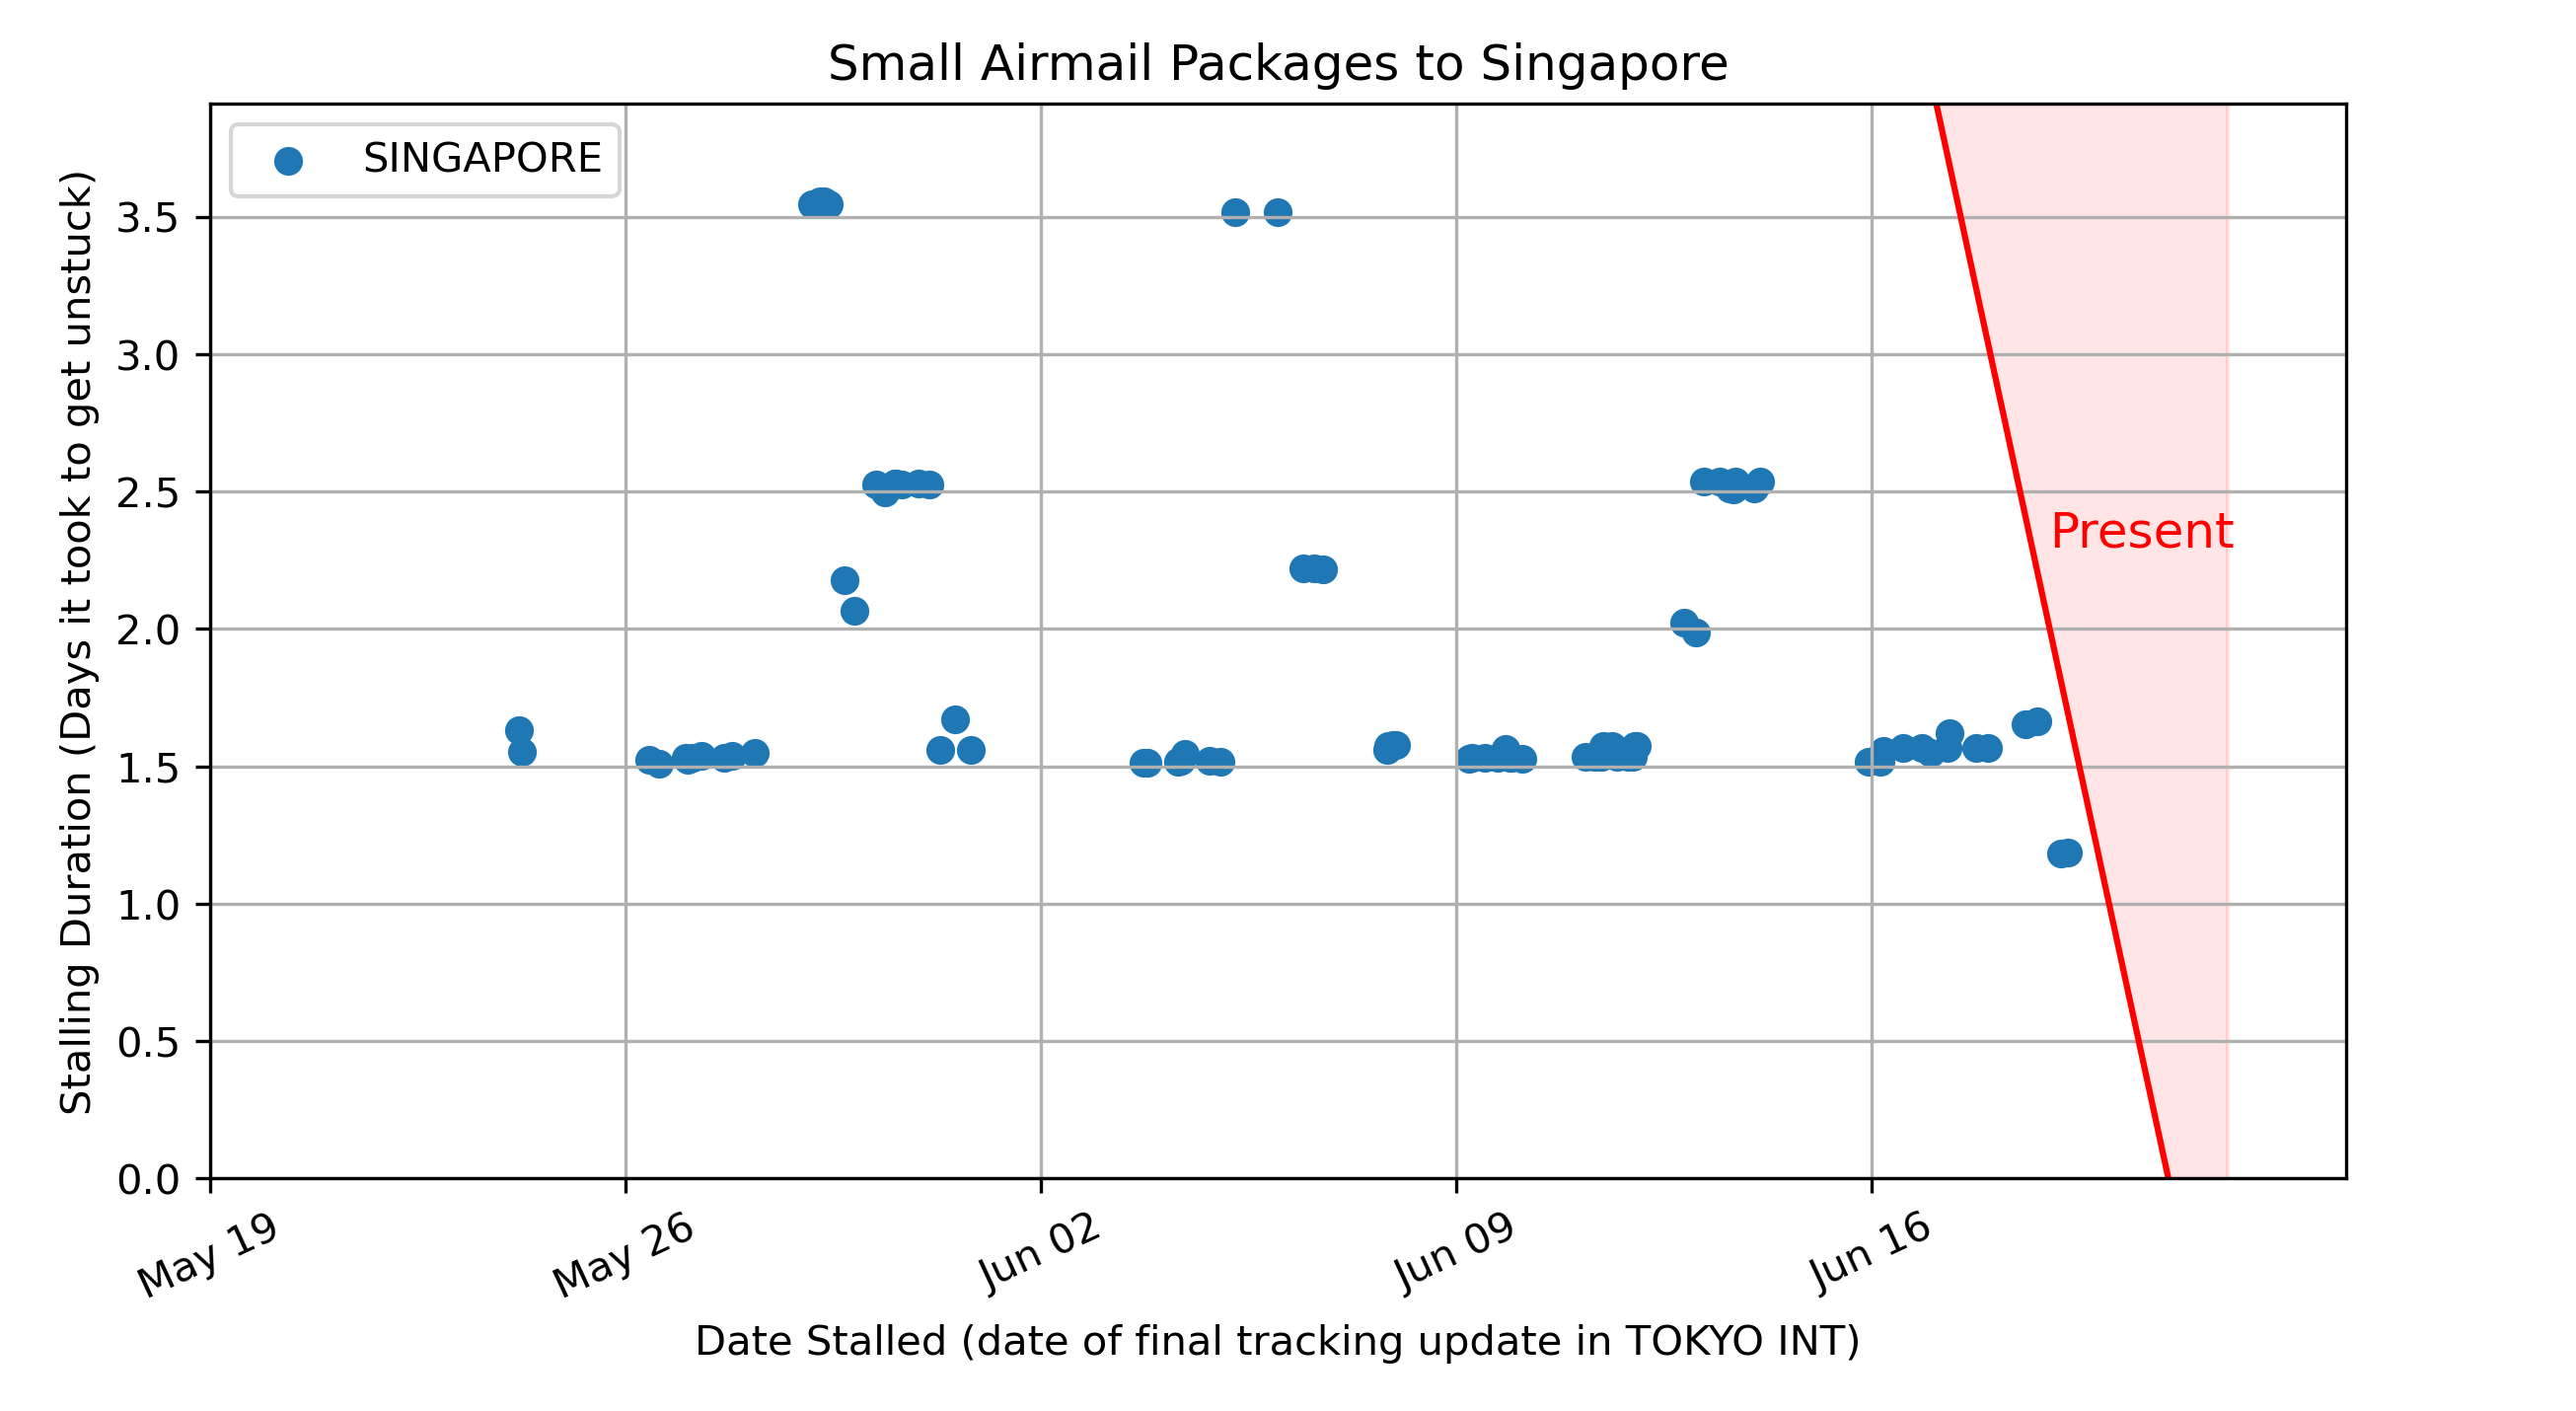 Small Airmail Packages to Singapore
SINGAPORE
Stalling Duration (Days it took to get unstuck)
3.5
3.0
2.5
2.0
1.5
1.0
0.5
0.0
Present
May 19
May 26
Jun 02
Jun 09
Jun 16
Date Stalled (date of final tracking update in TOKYO INT)